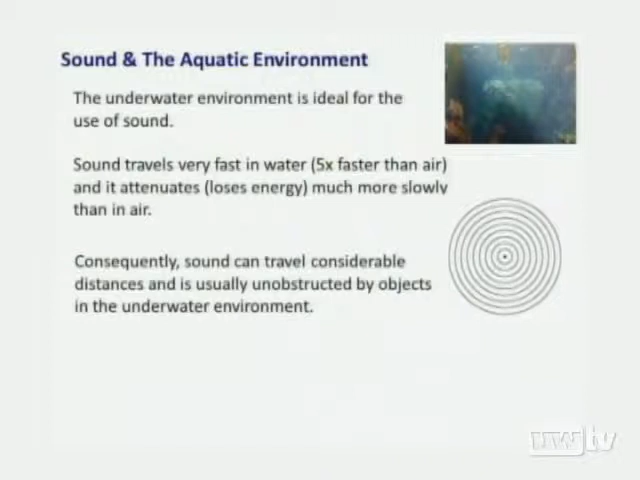 Sound & The Aquatic Environment
The underwater environment is ideal for the
use of sound.
Sound travels very fast in water (5x faster than air)
and it attenuates (loses energy) much more slowly
than in air.
Consequently, sound can travel considerable
distances and is usually unobstructed by objects
in the underwater environment.
UWtv